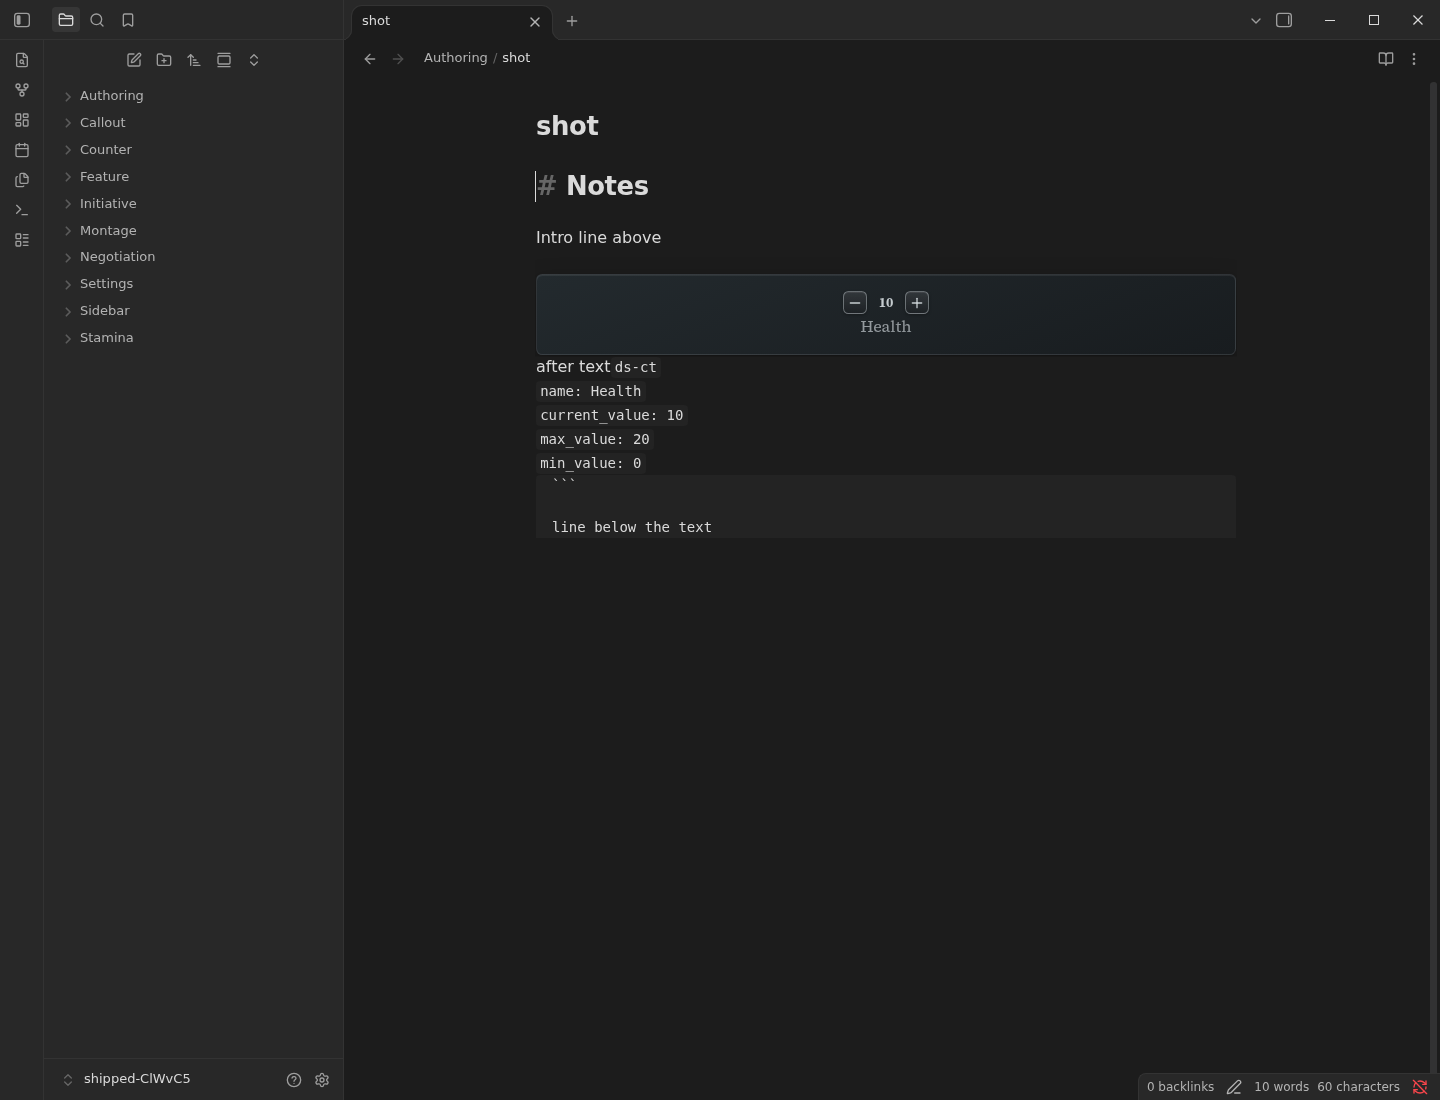 shot
Authoring / shot
Authoring
Callout
Counter
Feature
Initiative
Montage
Negotiation
Settings
Sidebar
Stamina
shot
# Notes
Intro line above
10
Health
after text ds-ct
name: Health
current_value: 10
max_value: 20
min_value: 0
```
line below the text
shipped-ClWvC5
0 backlinks 10 words 60 characters